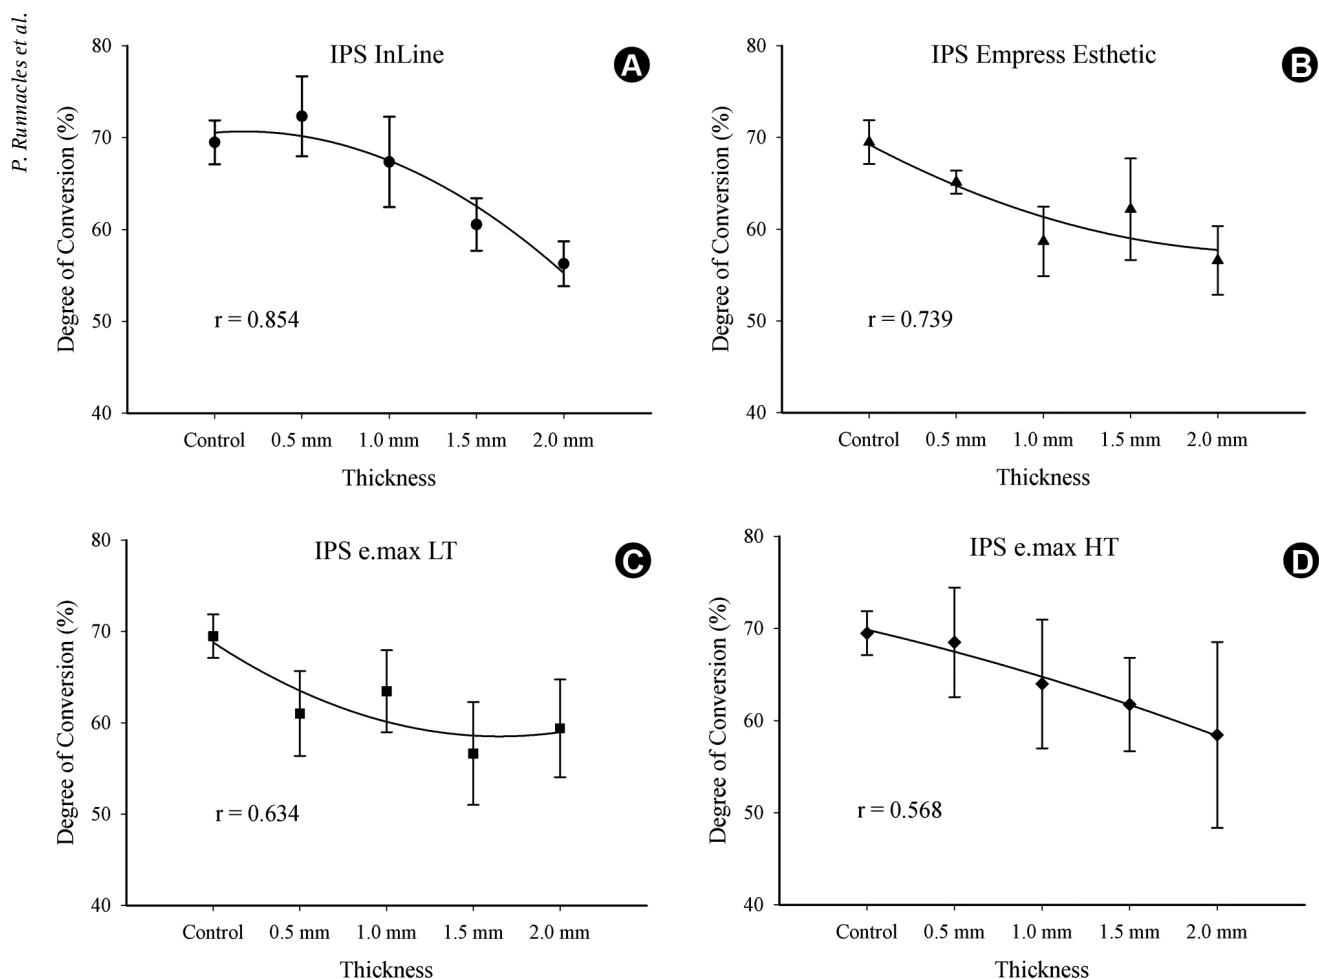 P. Runnacles et al.
IPS InLine
A
80
70
60
50
40
Degree of Conversion (%)
r = 0.854
Control 0.5 mm 1.0 mm 1.5 mm 2.0 mm
Thickness
IPS Empress Esthetic
B
80
70
60
50
40
Degree of Conversion (%)
r = 0.739
Control 0.5 mm 1.0 mm 1.5 mm 2.0 mm
Thickness
IPS e.max LT
C
80
70
60
50
40
Degree of Conversion (%)
r = 0.634
Control 0.5 mm 1.0 mm 1.5 mm 2.0 mm
Thickness
IPS e.max HT
D
80
70
60
50
40
Degree of Conversion (%)
r = 0.568
Control 0.5 mm 1.0 mm 1.5 mm 2.0 mm
Thickness